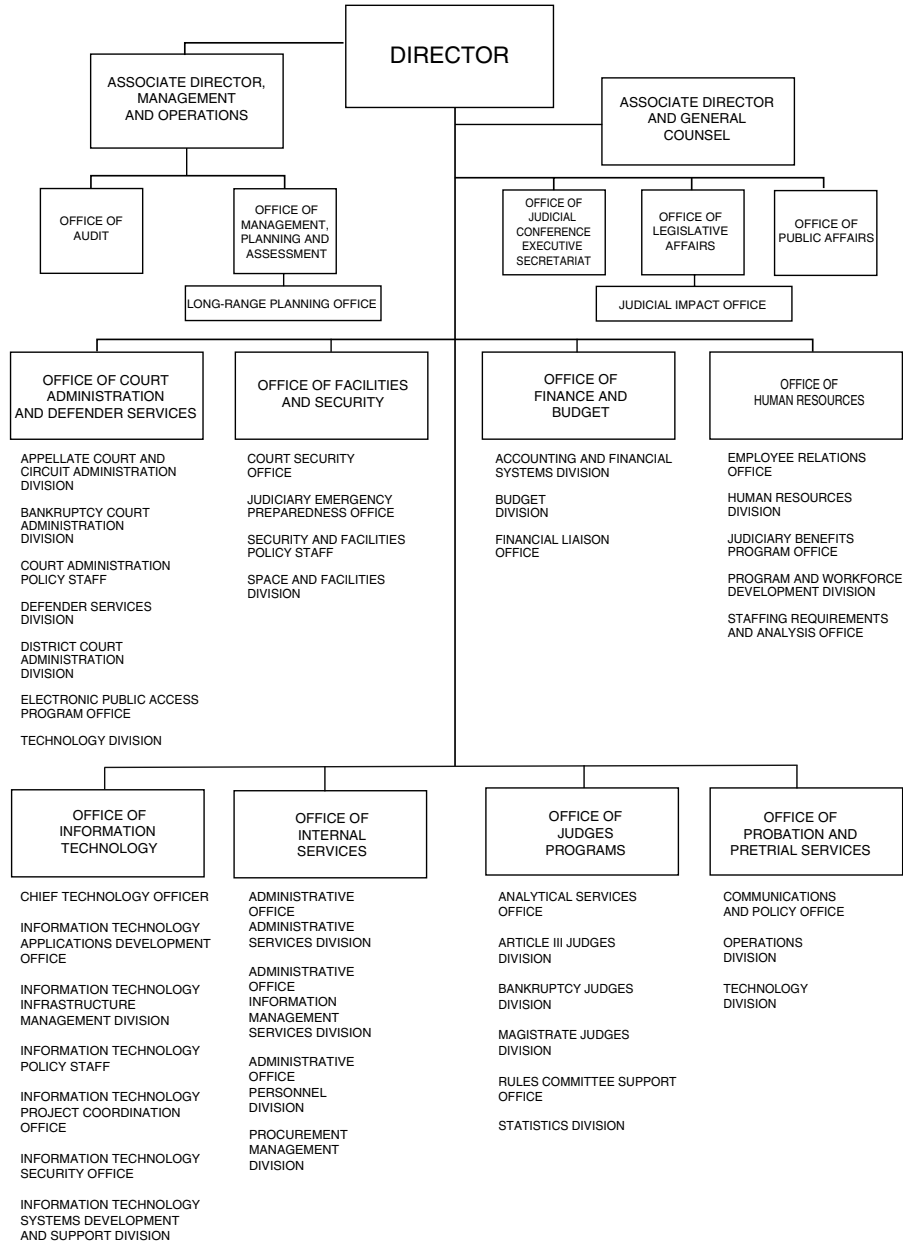 DIRECTOR
ASSOCIATE DIRECTOR,
MANAGEMENT
AND OPERATIONS
ASSOCIATE DIRECTOR
AND GENERAL
COUNSEL
OFFICE OF
AUDIT
OFFICE OF
MANAGEMENT,
PLANNING AND
ASSESSMENT
OFFICE OF
JUDICIAL
CONFERENCE
EXECUTIVE
SECRETARIAT
OFFICE OF
LEGISLATIVE
AFFAIRS
OFFICE OF
PUBLIC AFFAIRS
LONG-RANGE PLANNING OFFICE
JUDICIAL IMPACT OFFICE
OFFICE OF COURT
ADMINISTRATION
AND DEFENDER SERVICES
APPELLATE COURT AND
CIRCUIT ADMINISTRATION
DIVISION
BANKRUPTCY COURT
ADMINISTRATION
DIVISION
COURT ADMINISTRATION
POLICY STAFF
DEFENDER SERVICES
DIVISION
DISTRICT COURT
ADMINISTRATION
DIVISION
ELECTRONIC PUBLIC ACCESS
PROGRAM OFFICE
TECHNOLOGY DIVISION
OFFICE OF FACILITIES
AND SECURITY
COURT SECURITY
OFFICE
JUDICIARY EMERGENCY
PREPAREDNESS OFFICE
SECURITY AND FACILITIES
POLICY STAFF
SPACE AND FACILITIES
DIVISION
OFFICE OF
FINANCE AND
BUDGET
ACCOUNTING AND FINANCIAL
SYSTEMS DIVISION
BUDGET
DIVISION
FINANCIAL LIAISON
OFFICE
OFFICE OF
HUMAN RESOURCES
EMPLOYEE RELATIONS
OFFICE
HUMAN RESOURCES
DIVISION
JUDICIARY BENEFITS
PROGRAM OFFICE
PROGRAM AND WORKFORCE
DEVELOPMENT DIVISION
STAFFING REQUIREMENTS
AND ANALYSIS OFFICE
OFFICE OF
INFORMATION
TECHNOLOGY
CHIEF TECHNOLOGY OFFICER
INFORMATION TECHNOLOGY
APPLICATIONS DEVELOPMENT
OFFICE
INFORMATION TECHNOLOGY
INFRASTRUCTURE
MANAGEMENT DIVISION
INFORMATION TECHNOLOGY
POLICY STAFF
INFORMATION TECHNOLOGY
PROJECT COORDINATION
OFFICE
INFORMATION TECHNOLOGY
SECURITY OFFICE
INFORMATION TECHNOLOGY
SYSTEMS DEVELOPMENT
AND SUPPORT DIVISION
OFFICE OF
INTERNAL
SERVICES
ADMINISTRATIVE
OFFICE
ADMINISTRATIVE
SERVICES DIVISION
ADMINISTRATIVE
OFFICE
INFORMATION
MANAGEMENT
SERVICES DIVISION
ADMINISTRATIVE
OFFICE
PERSONNEL
DIVISION
PROCUREMENT
MANAGEMENT
DIVISION
OFFICE OF
JUDGES
PROGRAMS
ANALYTICAL SERVICES
OFFICE
ARTICLE III JUDGES
DIVISION
BANKRUPTCY JUDGES
DIVISION
MAGISTRATE JUDGES
DIVISION
RULES COMMITTEE SUPPORT
OFFICE
STATISTICS DIVISION
OFFICE OF
PROBATION AND
PRETRIAL SERVICES
COMMUNICATIONS
AND POLICY OFFICE
OPERATIONS
DIVISION
TECHNOLOGY
DIVISION